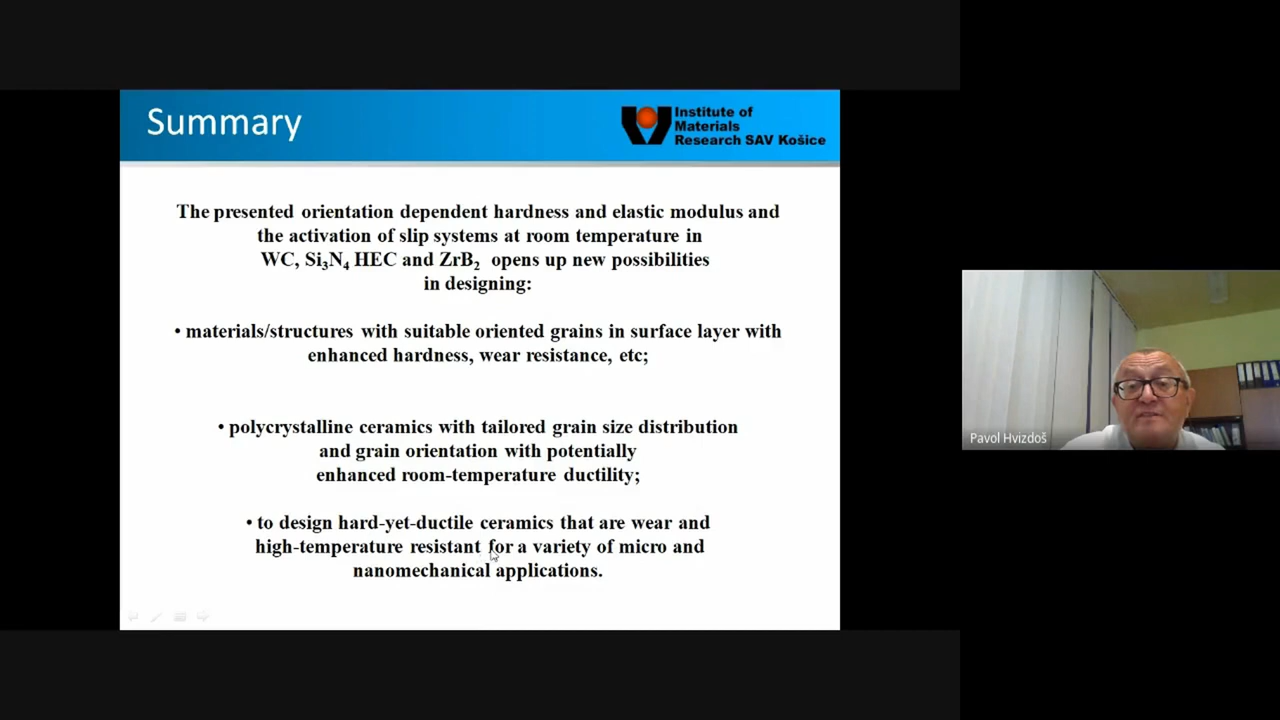 Summary
Institute of
Materials
Research SAV Košice
The presented orientation dependent hardness and elastic modulus and
the activation of slip systems at room temperature in
WC, Si₃N₄ HEC and ZrB₂ opens up new possibilities
in designing:
• materials/structures with suitable oriented grains in surface layer with
enhanced hardness, wear resistance, etc;
• polycrystalline ceramics with tailored grain size distribution
and grain orientation with potentially
enhanced room-temperature ductility;
• to design hard-yet-ductile ceramics that are wear and
high-temperature resistant for a variety of micro and
nanomechanical applications.
Pavol Hvizdoš